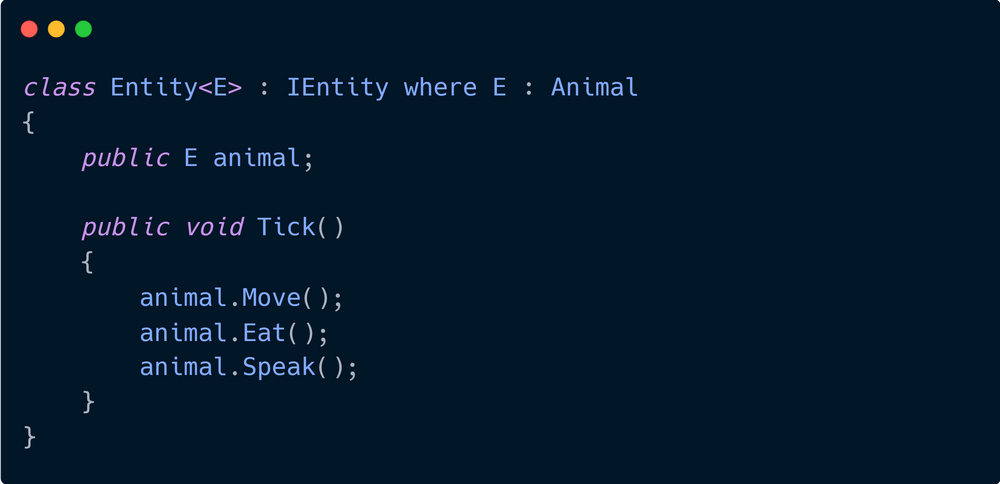 class Entity<E> : IEntity where E : Animal
{
    public E animal;

    public void Tick()
    {
        animal.Move();
        animal.Eat();
        animal.Speak();
    }
}